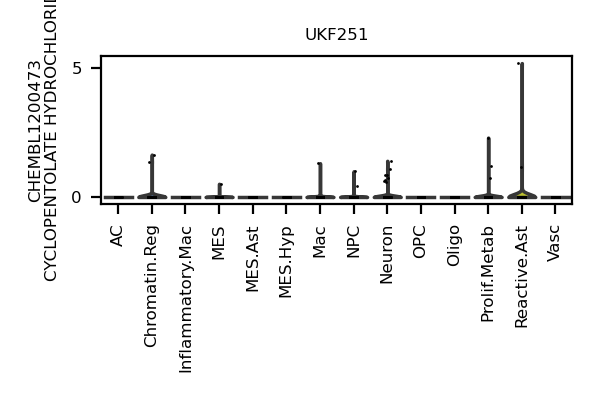 UKF251
CHEMBL1200473
CYCLOPENTOLATE HYDROCHLORID
5
0
AC
Chromatin.Reg
Inflammatory.Mac
MES
MES.Ast
MES.Hyp
Mac
NPC
Neuron
OPC
Oligo
Prolif.Metab
Reactive.Ast
Vasc